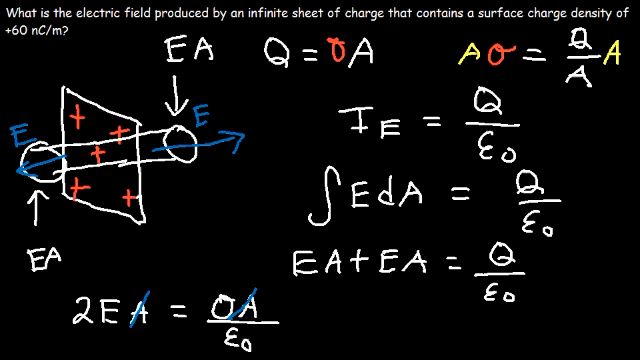 What is the electric field produced by an infinite sheet of charge that contains a surface charge density of
+60 nC/m?
EA
Q = σA
Aσ = Q/A A
E
E
+
+
+
+
+
EA
ΦE = Q/ε0
∫EdA = Q/ε0
EA+EA = Q/ε0
2EA = σA/ε0